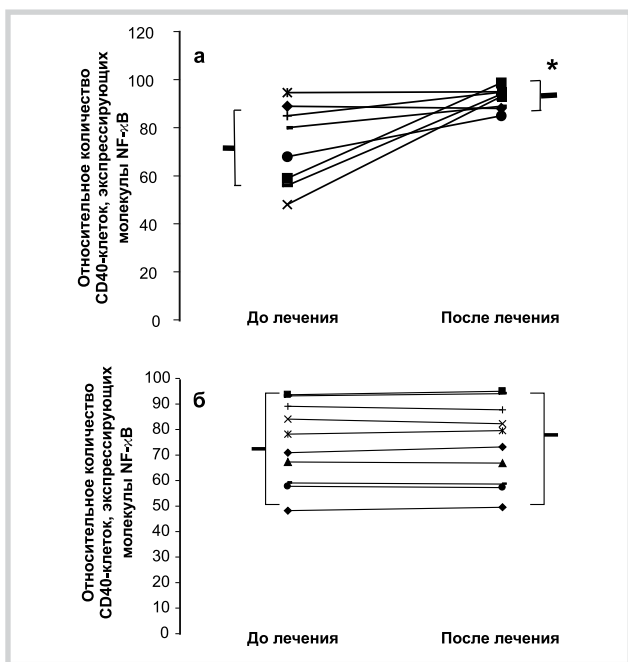 Относительное количество
CD40-клеток, экспрессирующих
молекулы NF-κB
120
100
80
60
40
20
0
а
*
До лечения
После лечения
Относительное количество
CD40-клеток, экспрессирующих
молекулы NF-κB
100
90
80
70
60
50
40
30
20
10
0
б
До лечения
После лечения